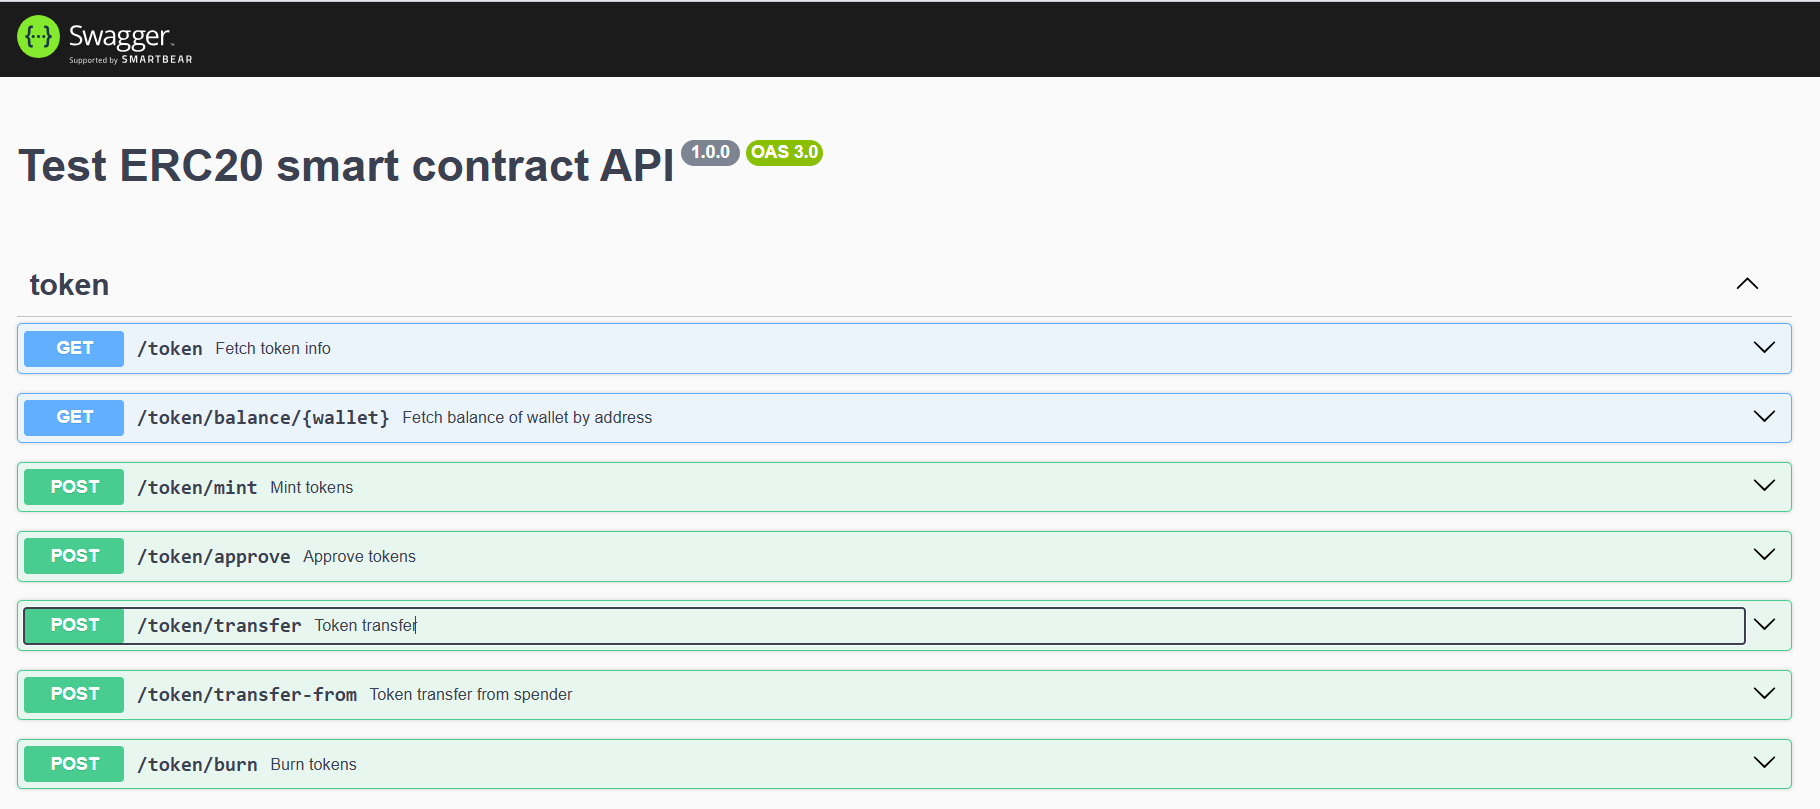 Swagger
Supported by SMARTBEAR
Test ERC20 smart contract API 1.0.0 OAS 3.0
token
GET /token Fetch token info
GET /token/balance/{wallet} Fetch balance of wallet by address
POST /token/mint Mint tokens
POST /token/approve Approve tokens
POST /token/transfer Token transfer
POST /token/transfer-from Token transfer from spender
POST /token/burn Burn tokens